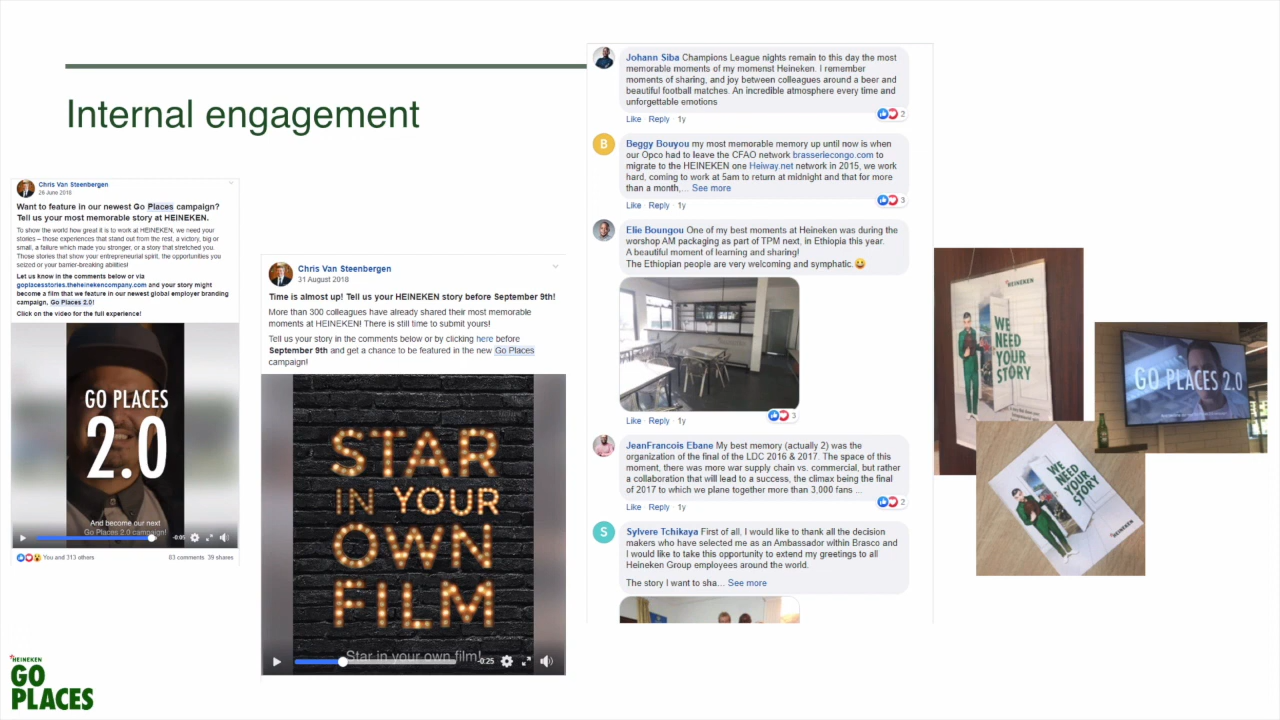 Internal engagement
Chris Van Steenbergen
26 June 2018
Want to feature in our newest Go Places campaign?
Tell us your most memorable story at HEINEKEN.
To show the world how great it is to work at HEINEKEN, we need your
stories – those experiences that stand out from the rest, a victory, big or
small, a failure which made you stronger, or a story that stretched you.
Those stories that show your entrepreneurial spirit, the opportunities you
seized or your barrier-breaking abilities!
Let us know in the comments below or via
goplacesstories.theheinekencompany.com and your story might
become a film that we feature in our newest global employer branding
campaign, Go Places 2.0!
Click on the video for the full experience!
GO PLACES
2.0
And become our next
Go Places 2.0 campaign!
-0:05
You and 313 others
83 comments 39 shares
Chris Van Steenbergen
31 August 2018
Time is almost up! Tell us your HEINEKEN story before September 9th!
More than 300 colleagues have already shared their most memorable
moments at HEINEKEN! There is still time to submit yours!
Tell us your story in the comments below or by clicking here before
September 9th and get a chance to be featured in the new Go Places
campaign!
STAR
IN YOUR
OWN
FILM
Star in your own film!
-0:25
Johann Siba Champions League nights remain to this day the most
memorable moments of my momenst Heineken. I remember
moments of sharing, and joy between colleagues around a beer and
beautiful football matches. An incredible atmosphere every time and
unforgettable emotions
2
Like · Reply · 1y
B
Beggy Bouyou my most memorable memory up until now is when
our Opco had to leave the CFAO network brasseriecongo.com to
migrate to the HEINEKEN one Heiway.net network in 2015, we work
hard, coming to work at 5am to return at midnight and that for more
than a month,... See more
3
Like · Reply · 1y
Elie Boungou One of my best moments at Heineken was during the
worshop AM packaging as part of TPM next, in Ethiopia this year.
A beautiful moment of learning and sharing!
The Ethiopian people are very welcoming and symphatic.😀
3
Like · Reply · 1y
JeanFrancois Ebane My best memory (actually 2) was the
organization of the final of the LDC 2016 & 2017. The space of this
moment, there was more war supply chain vs. commercial, but rather
a collaboration that will lead to a success, the climax being the final
of 2017 to which we plane together more than 3,000 fans ...
2
Like · Reply · 1y
S
Sylvere Tchikaya First of all, I would like to thank all the decision
makers who have selected me as an Ambassador within Brasco and
I would like to take this opportunity to extend my greetings to all
Heineken Group employees around the world.
The story I want to sha... See more
HEINEKEN
WE
NEED
YOUR
STORY
GO PLACES 2.0
WE
NEED
YOUR
STORY
HEINEKEN
HEINEKEN
GO
PLACES